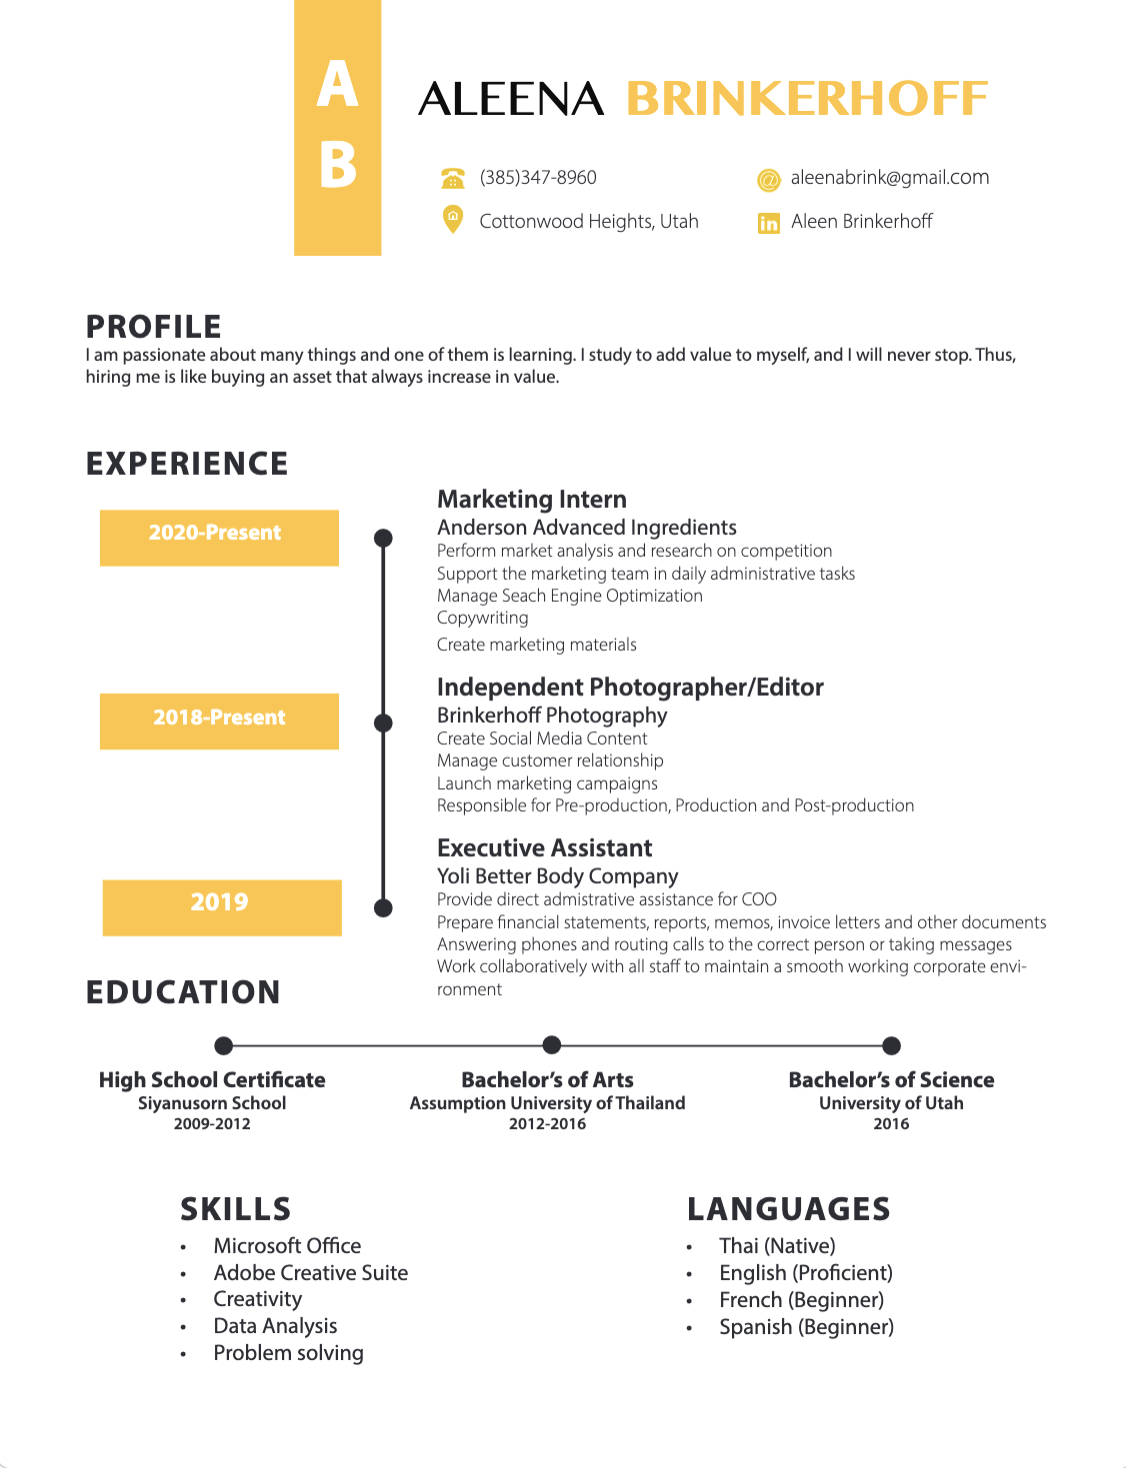 A
B
ALEENA BRINKERHOFF
(385)347-8960
aleenabrink@gmail.com
Cottonwood Heights, Utah
Aleen Brinkerhoff
PROFILE
I am passionate about many things and one of them is learning. I study to add value to myself, and I will never stop. Thus,
hiring me is like buying an asset that always increase in value.
EXPERIENCE
2020-Present
Marketing Intern
Anderson Advanced Ingredients
Perform market analysis and research on competition
Support the marketing team in daily administrative tasks
Manage Seach Engine Optimization
Copywriting
Create marketing materials
2018-Present
Independent Photographer/Editor
Brinkerhoff Photography
Create Social Media Content
Manage customer relationship
Launch marketing campaigns
Responsible for Pre-production, Production and Post-production
2019
Executive Assistant
Yoli Better Body Company
Provide direct admistrative assistance for COO
Prepare financial statements, reports, memos, invoice letters and other documents
Answering phones and routing calls to the correct person or taking messages
Work collaboratively with all staff to maintain a smooth working corporate envi-
ronment
EDUCATION
High School Certificate
Siyanusorn School
2009-2012
Bachelor's of Arts
Assumption University of Thailand
2012-2016
Bachelor's of Science
University of Utah
2016
SKILLS
• Microsoft Office
• Adobe Creative Suite
• Creativity
• Data Analysis
• Problem solving
LANGUAGES
• Thai (Native)
• English (Proficient)
• French (Beginner)
• Spanish (Beginner)